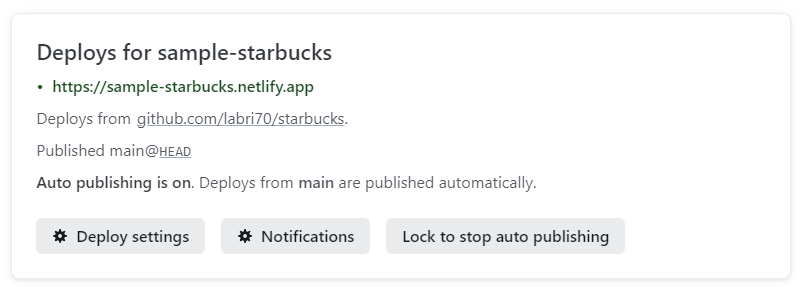 Deploys for sample-starbucks
• https://sample-starbucks.netlify.app
Deploys from github.com/labri70/starbucks.
Published main@HEAD
Auto publishing is on. Deploys from main are published automatically.
Deploy settings Notifications Lock to stop auto publishing